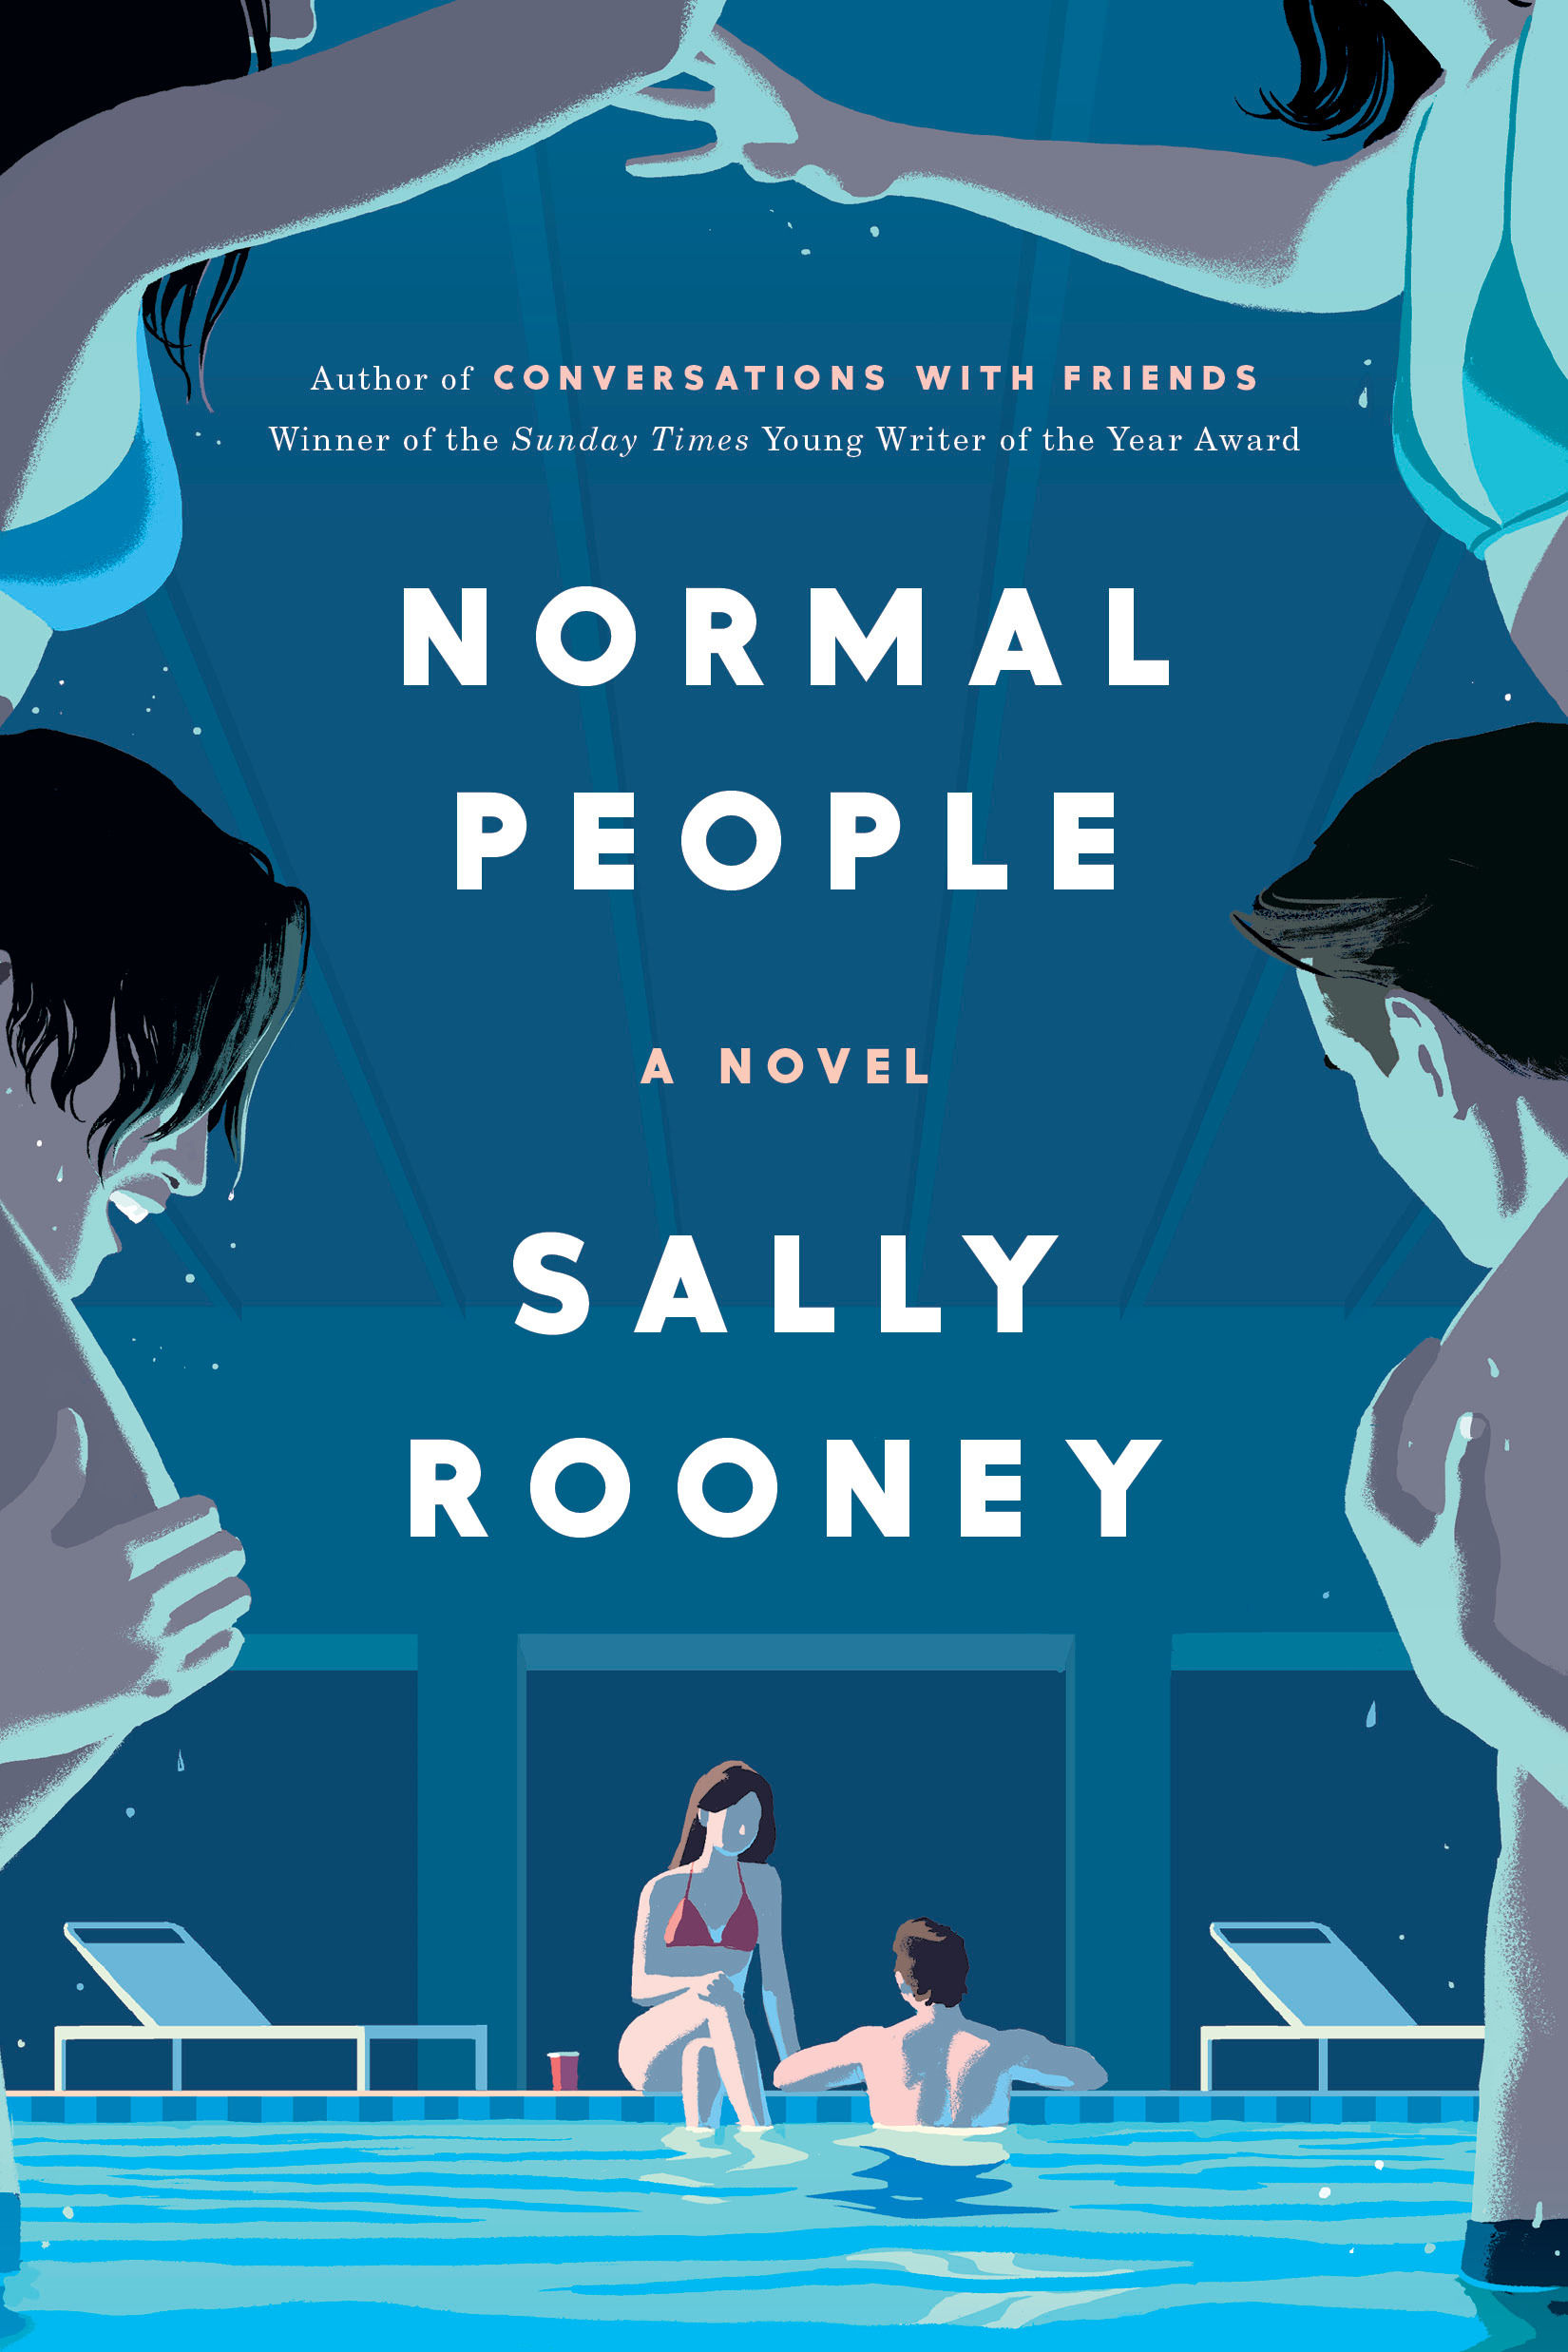 Author of CONVERSATIONS WITH FRIENDS
Winner of the Sunday Times Young Writer of the Year Award
NORMAL
PEOPLE
A NOVEL
SALLY
ROONEY